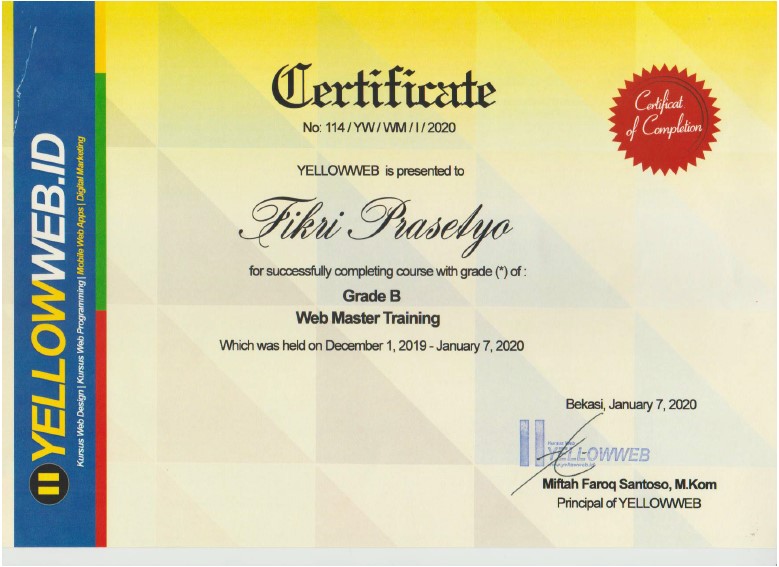 YELLOWWEB.ID
Kursus Web Design | Kursus Web Programming | Mobile Web Apps | Digital Marketing
Certificate
No: 114 / YW / WM / I / 2020
Certificat
of Completion
YELLOWWEB is presented to
Fikri Prasetyo
for successfully completing course with grade (*) of :
Grade B
Web Master Training
Which was held on December 1, 2019 - January 7, 2020
Bekasi, January 7, 2020
YELLOWWEB
Miftah Faroq Santoso, M.Kom
Principal of YELLOWWEB